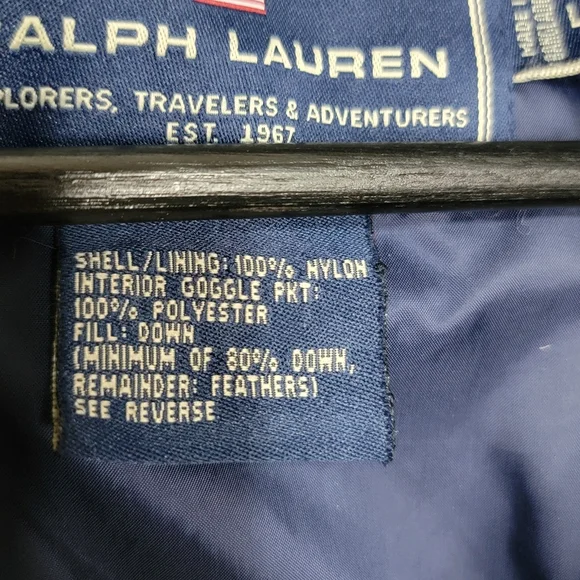 ALPH LAUREN
PLORERS, TRAVELERS & ADVENTURERS
EST. 1967
MADE
SHELL/LINING: 100% NYLON
INTERIOR GOGGLE PKT:
100% POLYESTER
FILL: DOWN
(MINIMUM OF 80% DOWN,
REMAINDER: FEATHERS)
SEE REVERSE